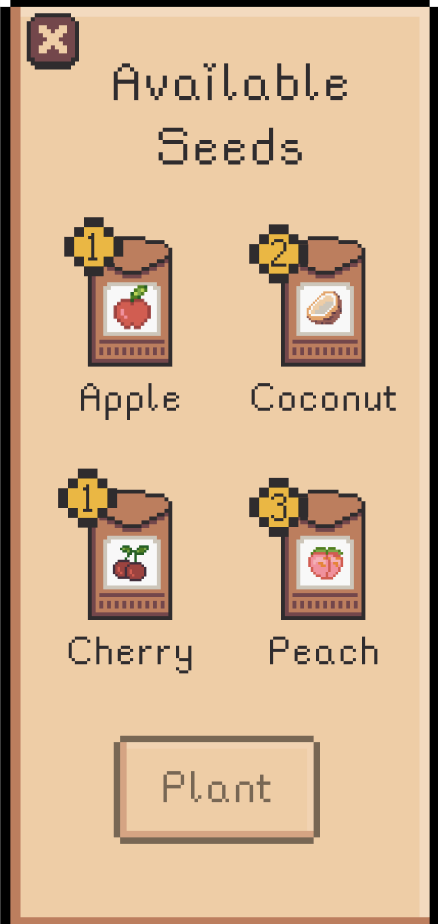 Available
Seeds
1
2
Apple
Coconut
1
3
Cherry
Peach
Plant